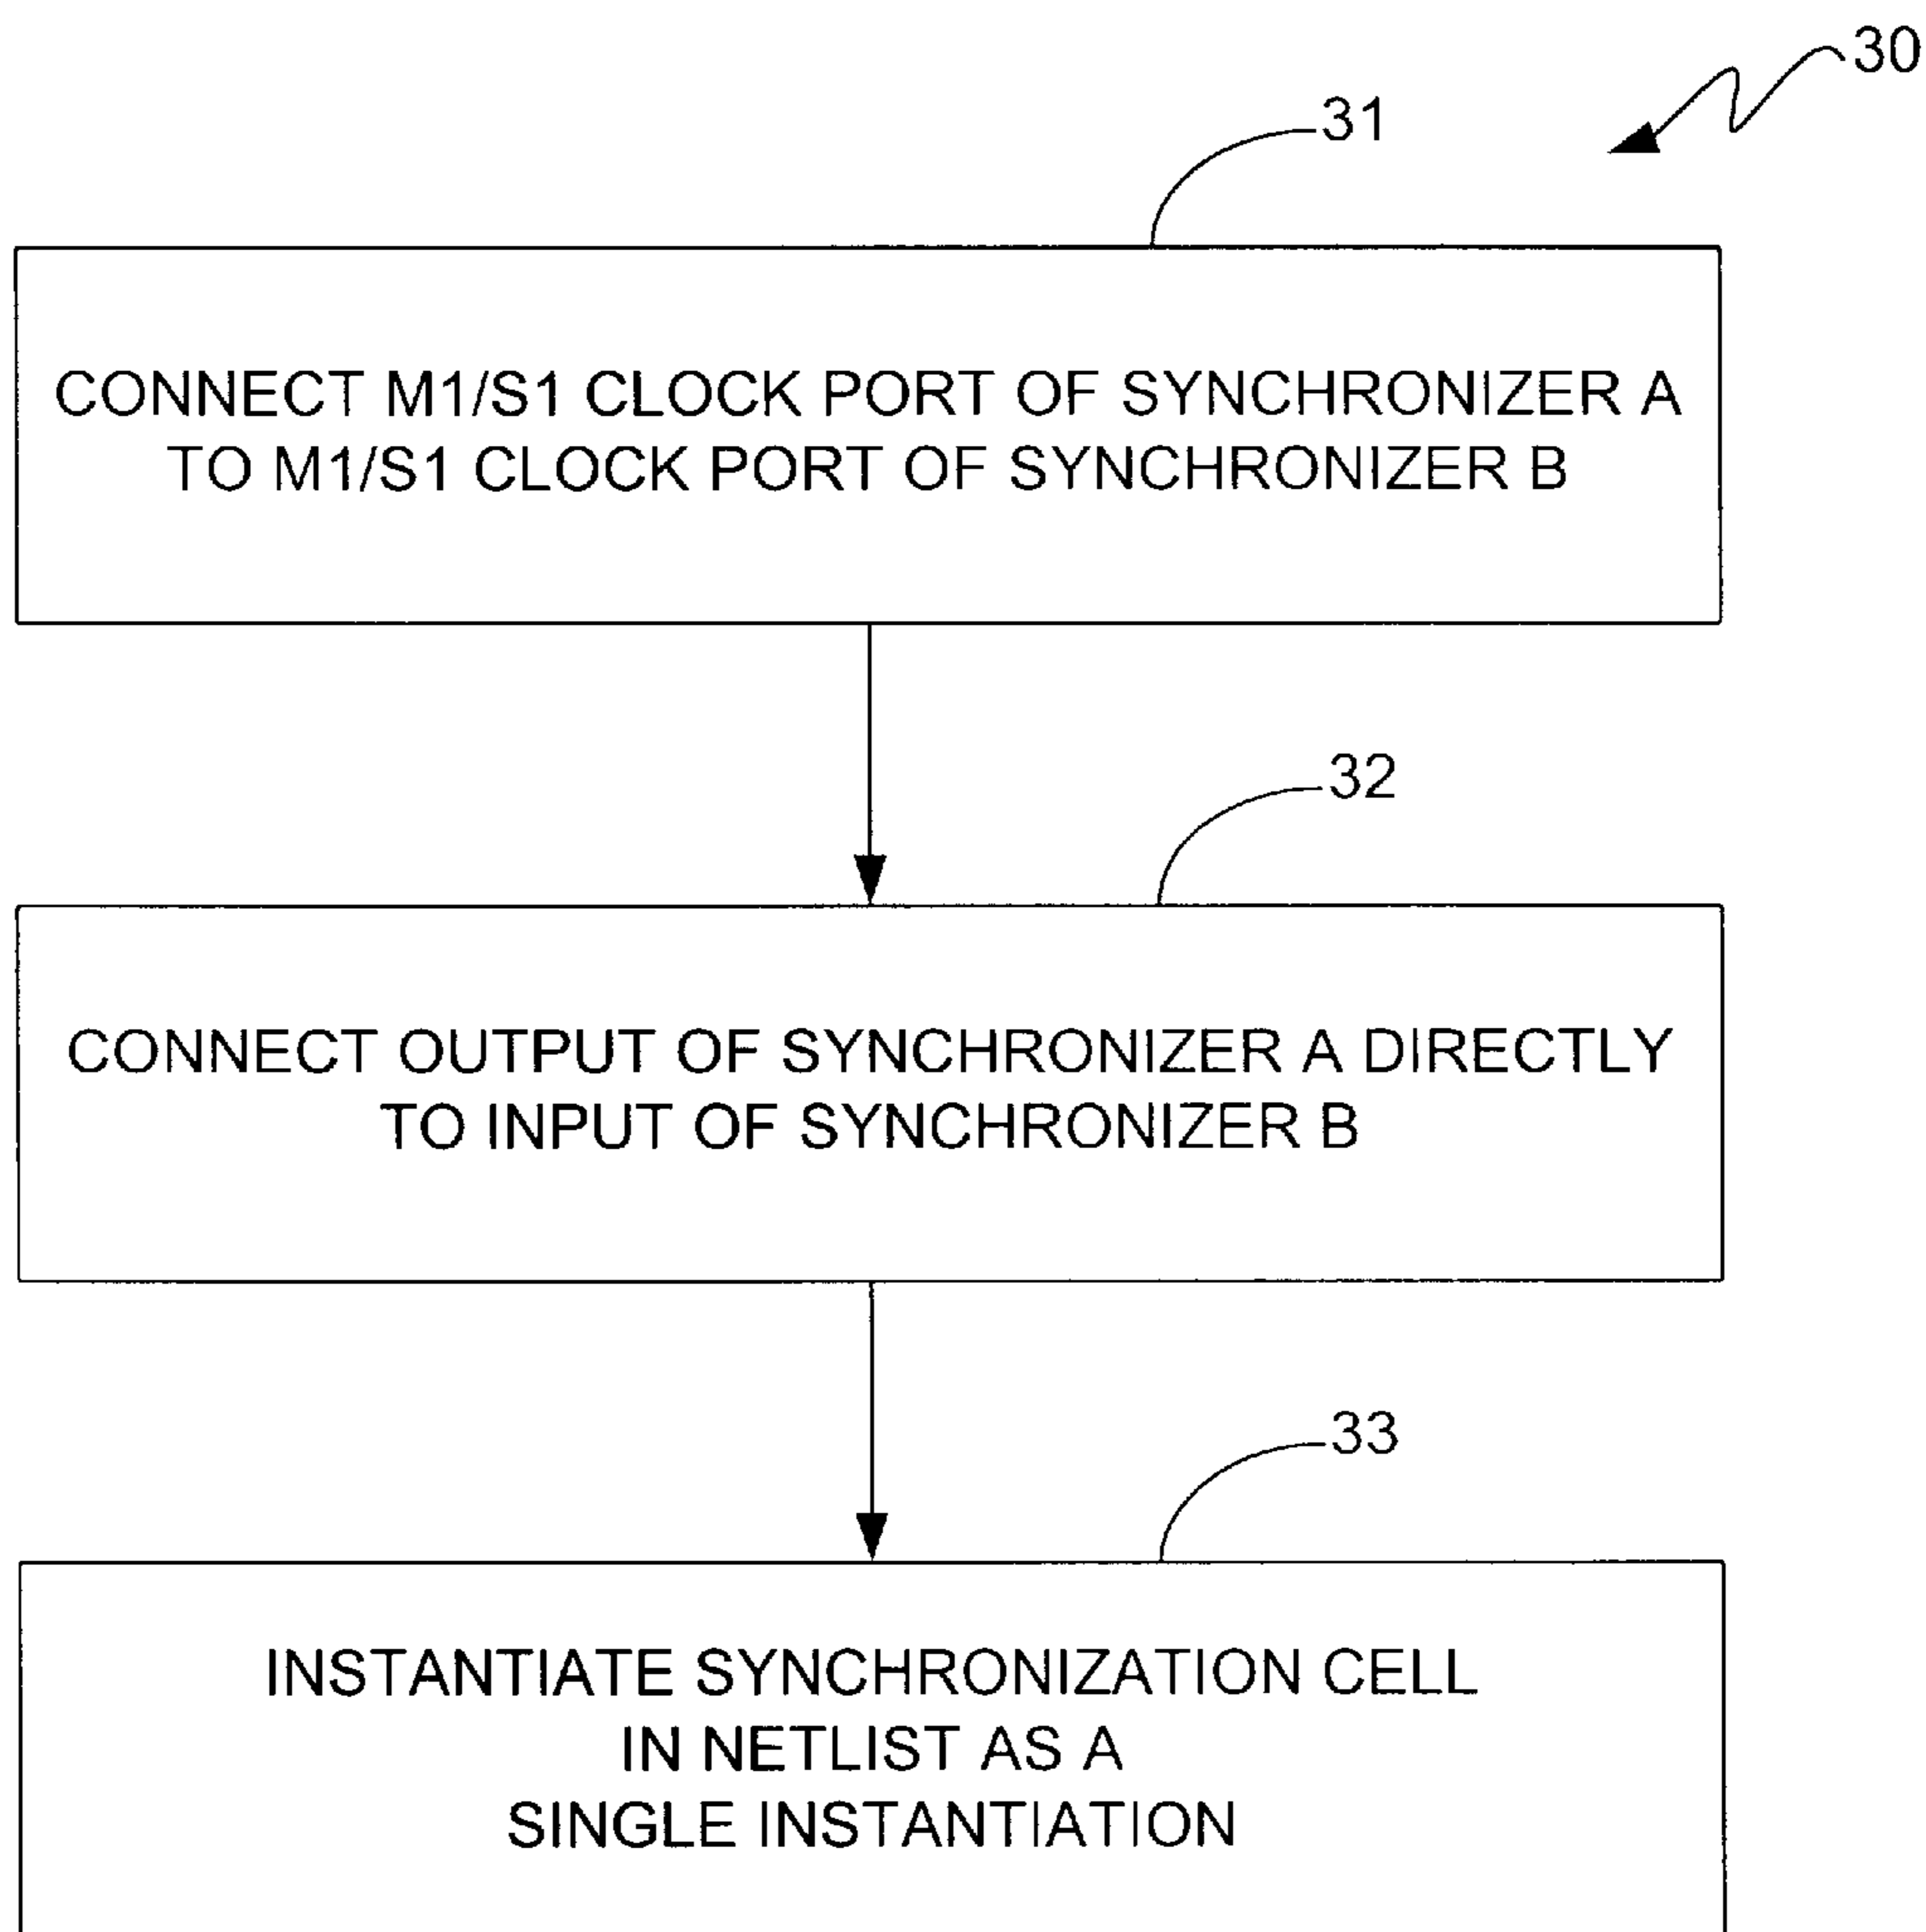 30
31
CONNECT M1/S1 CLOCK PORT OF SYNCHRONIZER A
TO M1/S1 CLOCK PORT OF SYNCHRONIZER B
32
CONNECT OUTPUT OF SYNCHRONIZER A DIRECTLY
TO INPUT OF SYNCHRONIZER B
33
INSTANTIATE SYNCHRONIZATION CELL
IN NETLIST AS A
SINGLE INSTANTIATION